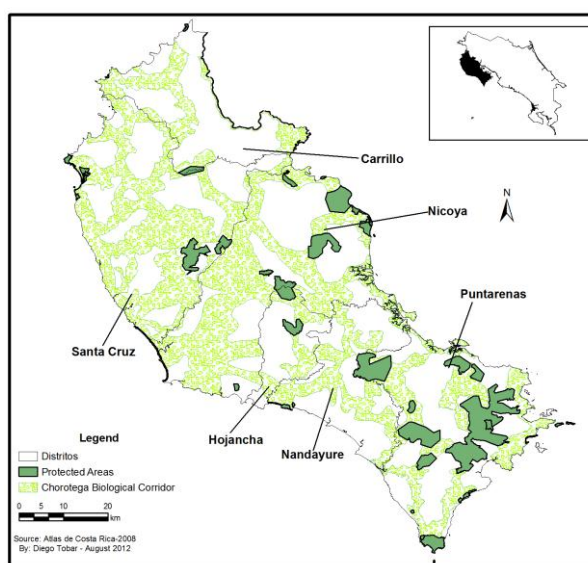 Carrillo
N
Nicoya
Puntarenas
Santa Cruz
Hojancha
Nandayure
Legend
Distritos
Protected Areas
Chorotega Biological Corridor
0 5 10 20
km
Source: Atlas de Costa Rica-2008
By: Diego Tobar - August 2012